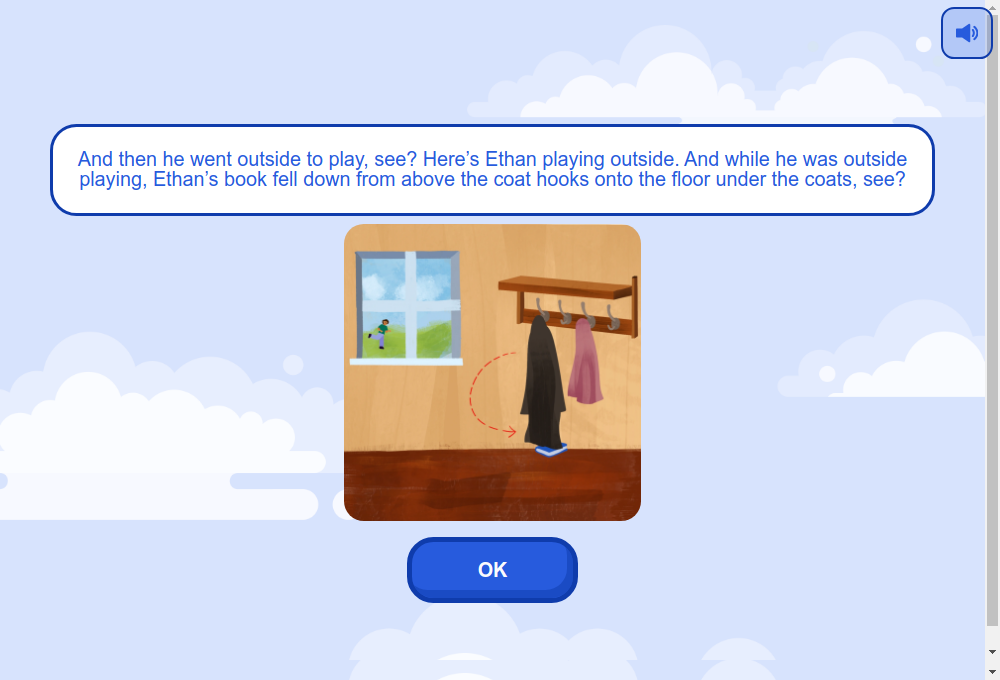 And then he went outside to play, see? Here’s Ethan playing outside. And while he was outside
playing, Ethan’s book fell down from above the coat hooks onto the floor under the coats, see?
OK